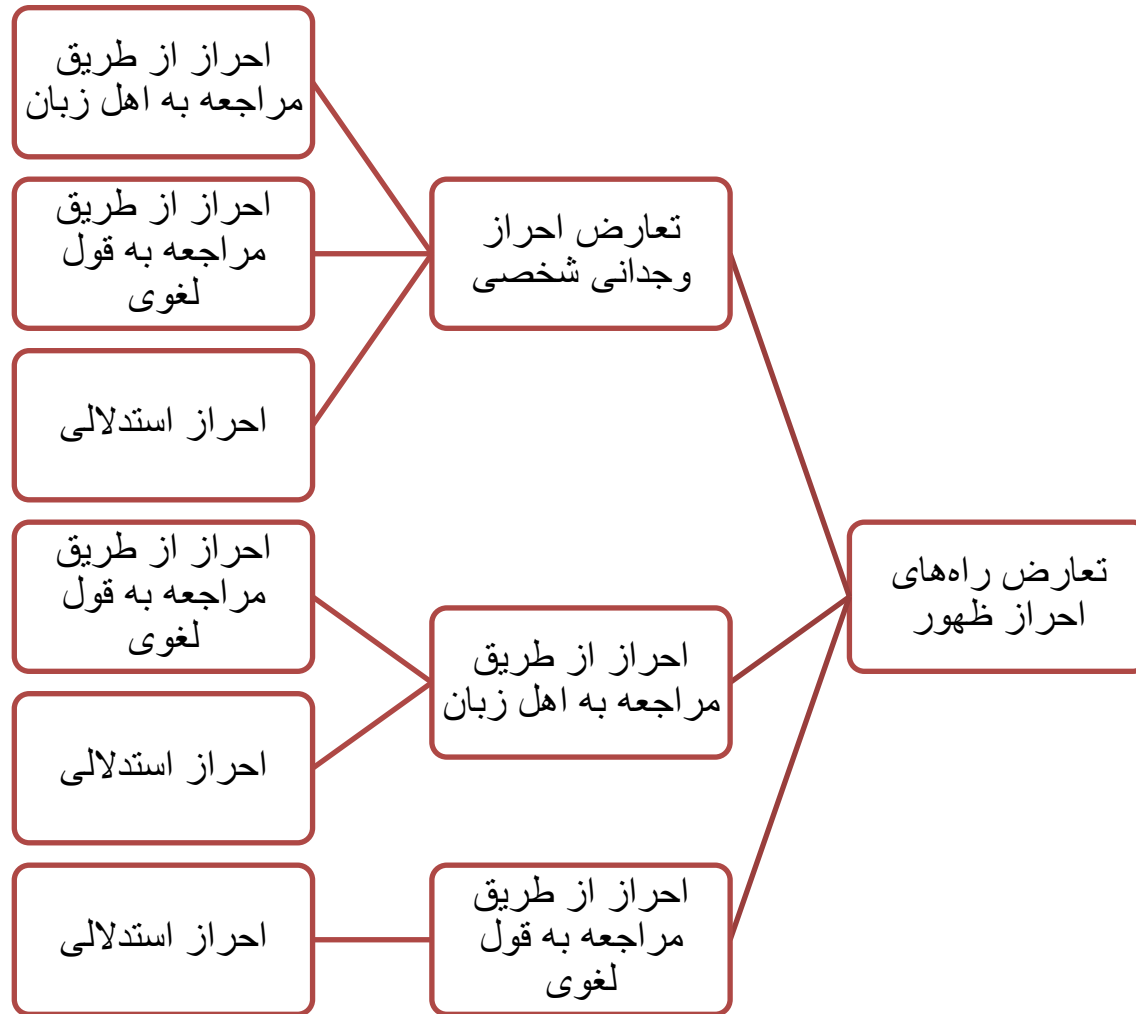 تعارض راه‌های
احراز ظهور
تعارض احراز
وجدانی شخصی
احراز از طریق
مراجعه به اهل زبان
احراز از طریق
مراجعه به قول
لغوی
احراز استدلالی
احراز از طریق
مراجعه به اهل زبان
احراز از طریق
مراجعه به قول
لغوی
احراز استدلالی
احراز از طریق
مراجعه به قول
لغوی
احراز استدلالی